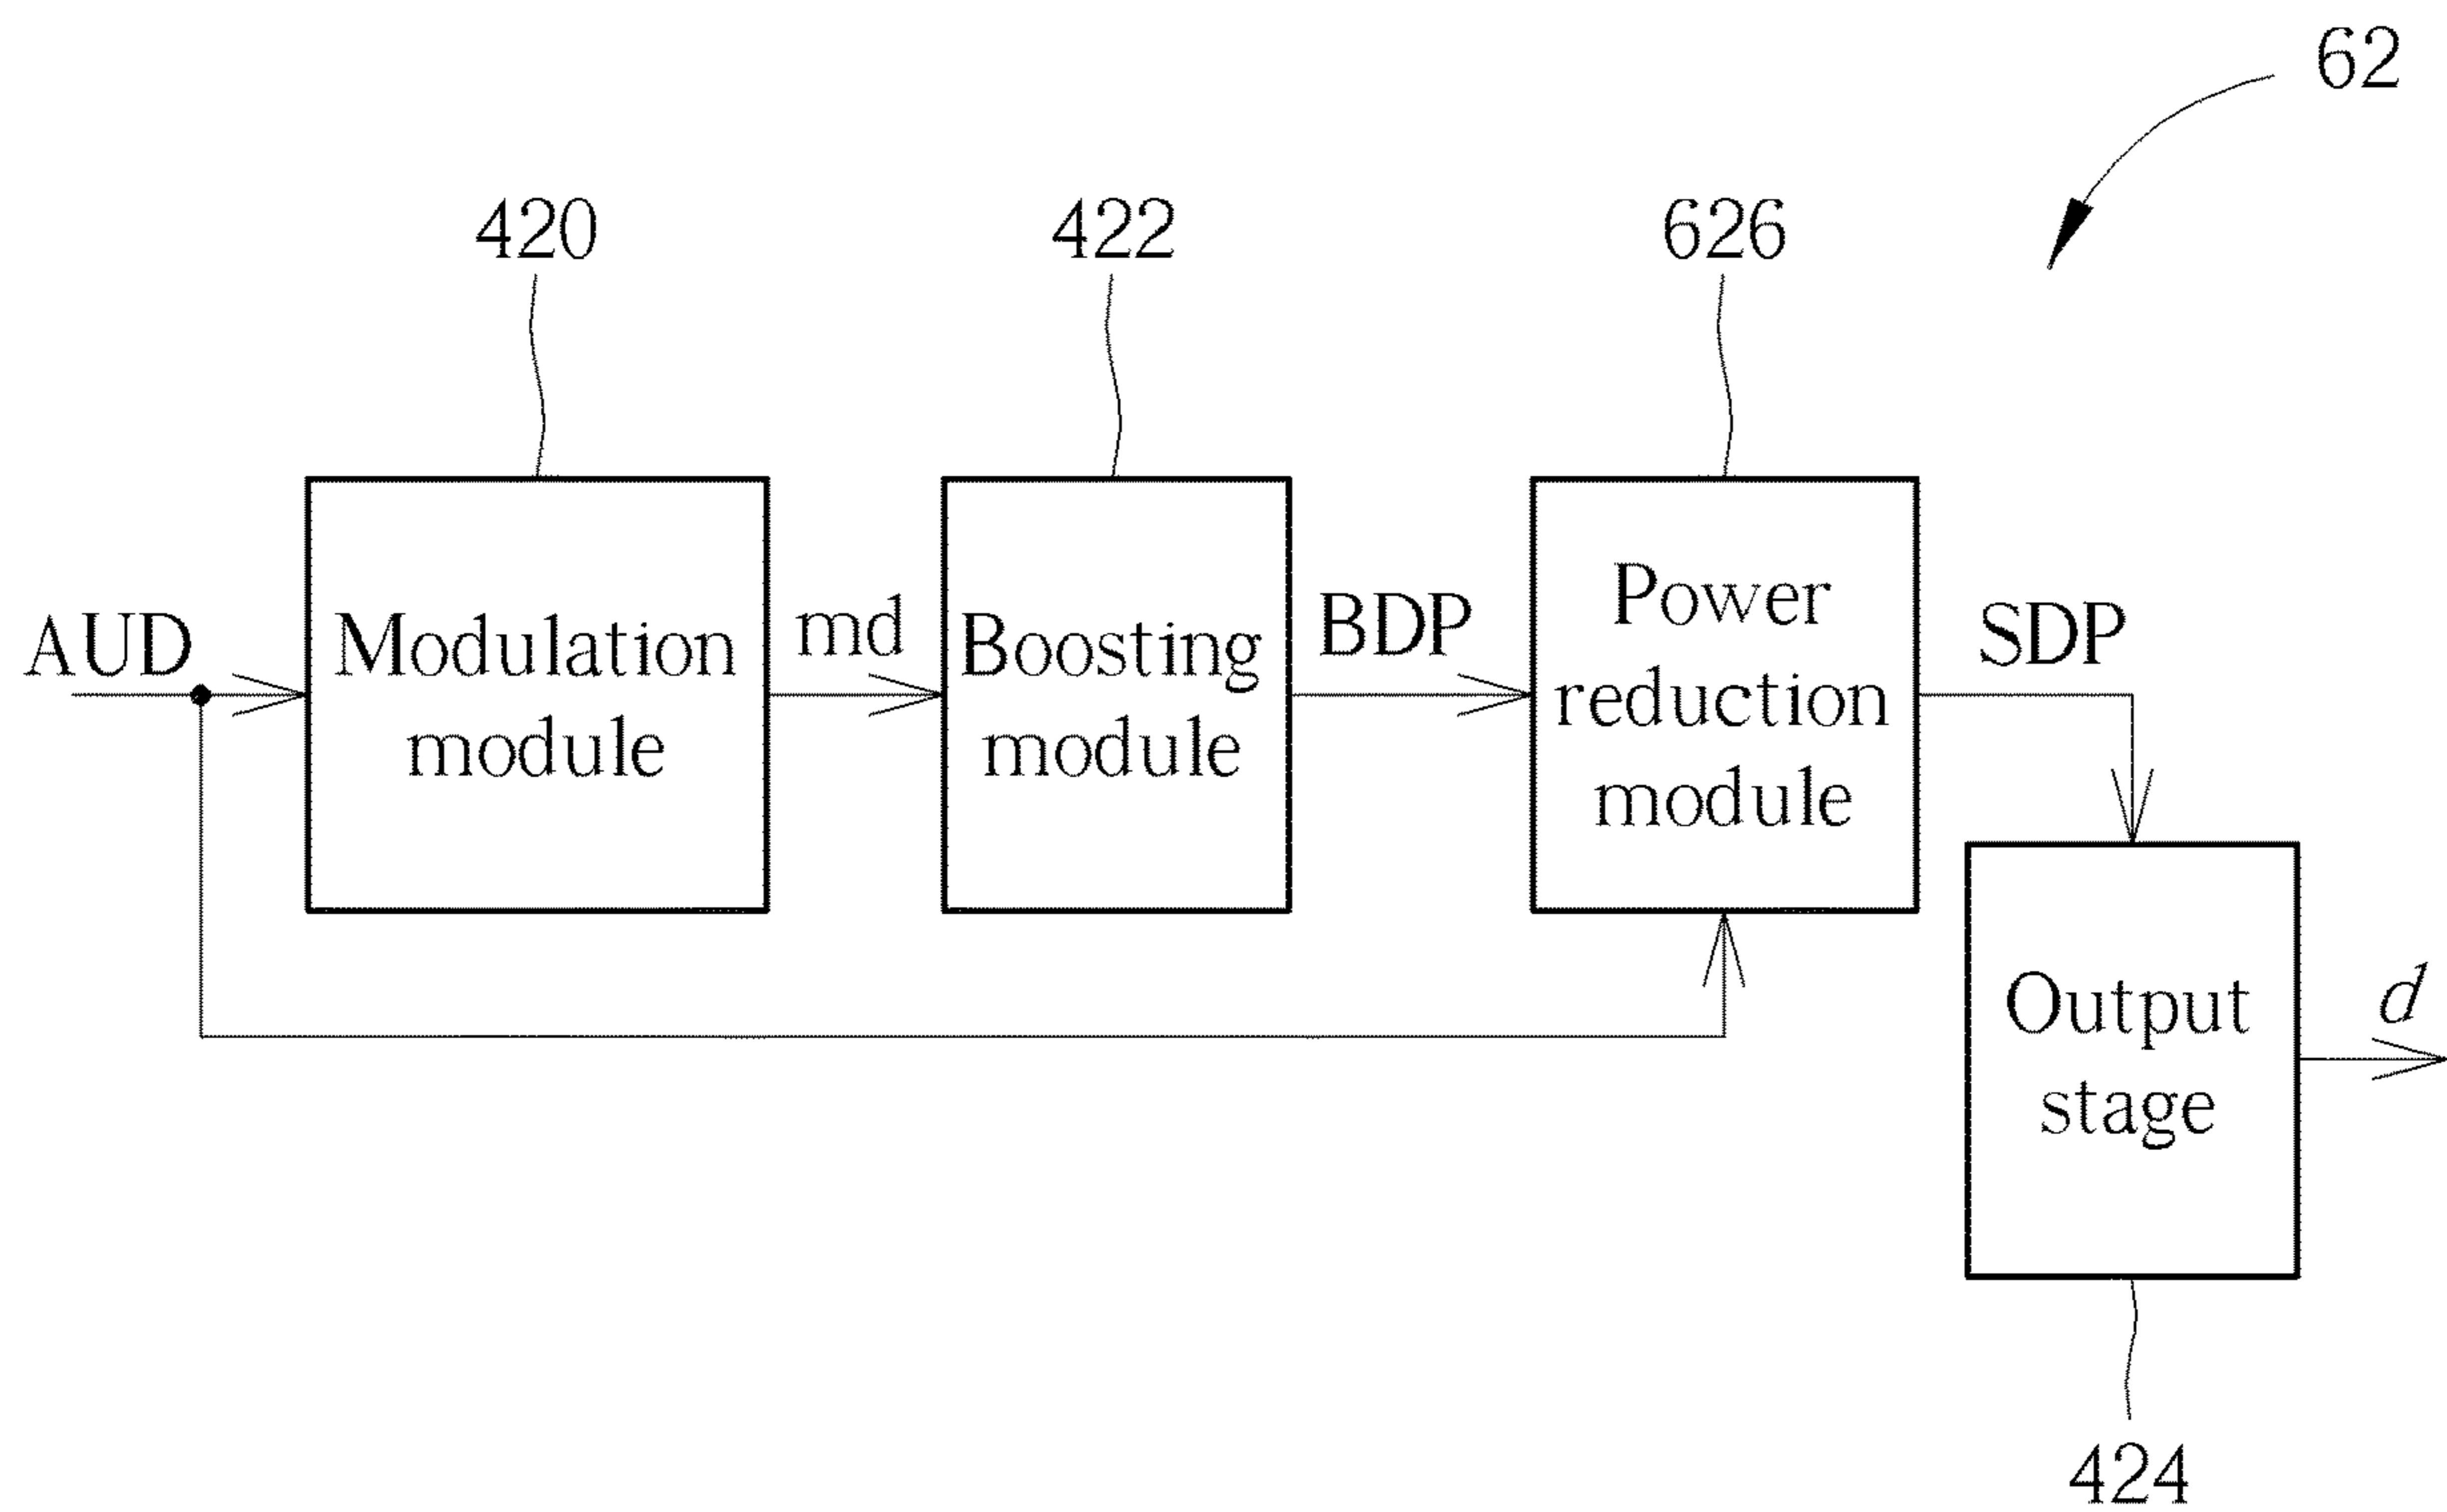 62
420
422
626
AUD
Modulation
module
md
Boosting
module
BDP
Power
reduction
module
SDP
Output
stage
d
424